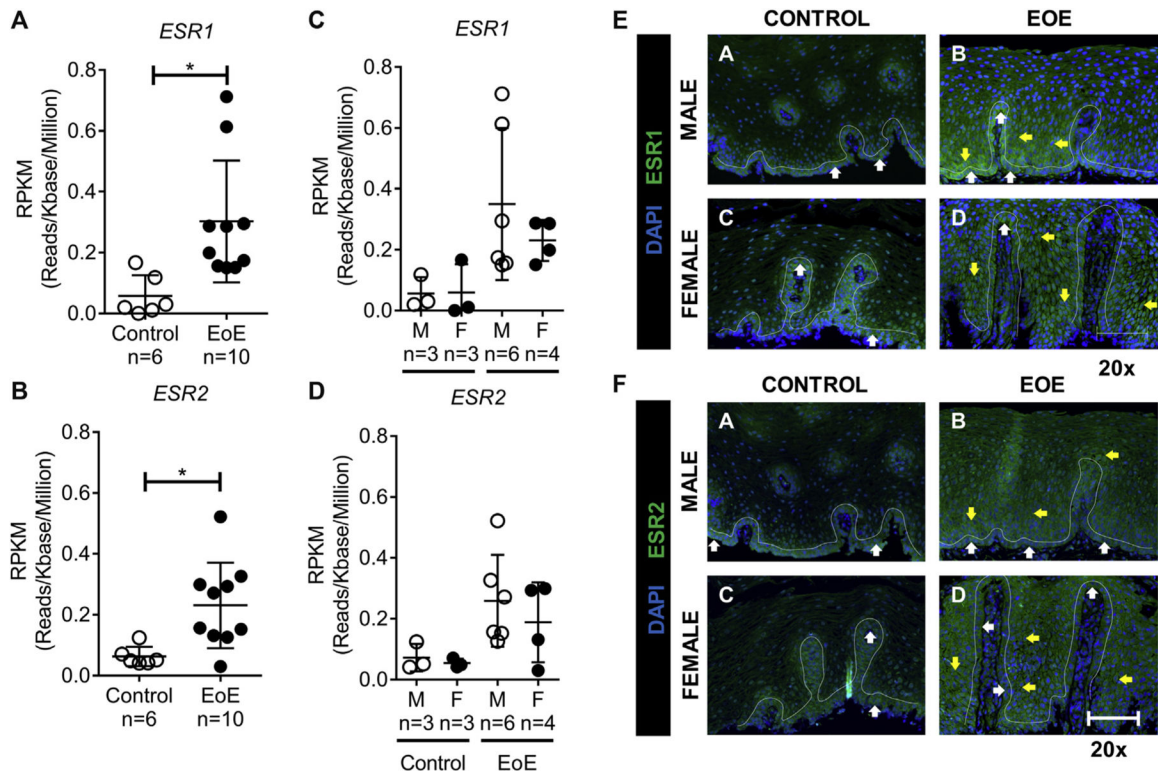 A
ESR1
RPKM
(Reads/Kbase/Million)
0.8
0.6
0.4
0.2
0.0
*
Control
n=6
EoE
n=10
B
ESR2
RPKM
(Reads/Kbase/Million)
0.8
0.6
0.4
0.2
0.0
*
Control
n=6
EoE
n=10
C
ESR1
RPKM
(Reads/Kbase/Million)
0.8
0.6
0.4
0.2
0.0
M F M F
n=3 n=3 n=6 n=4
D
ESR2
RPKM
(Reads/Kbase/Million)
0.8
0.6
0.4
0.2
0.0
M F M F
n=3 n=3 n=6 n=4
Control EoE
E
CONTROL EOE
DAPI ESR1
MALE
FEMALE
A
B
C
D
20x
F
CONTROL EOE
DAPI ESR2
MALE
FEMALE
A
B
C
D
20x